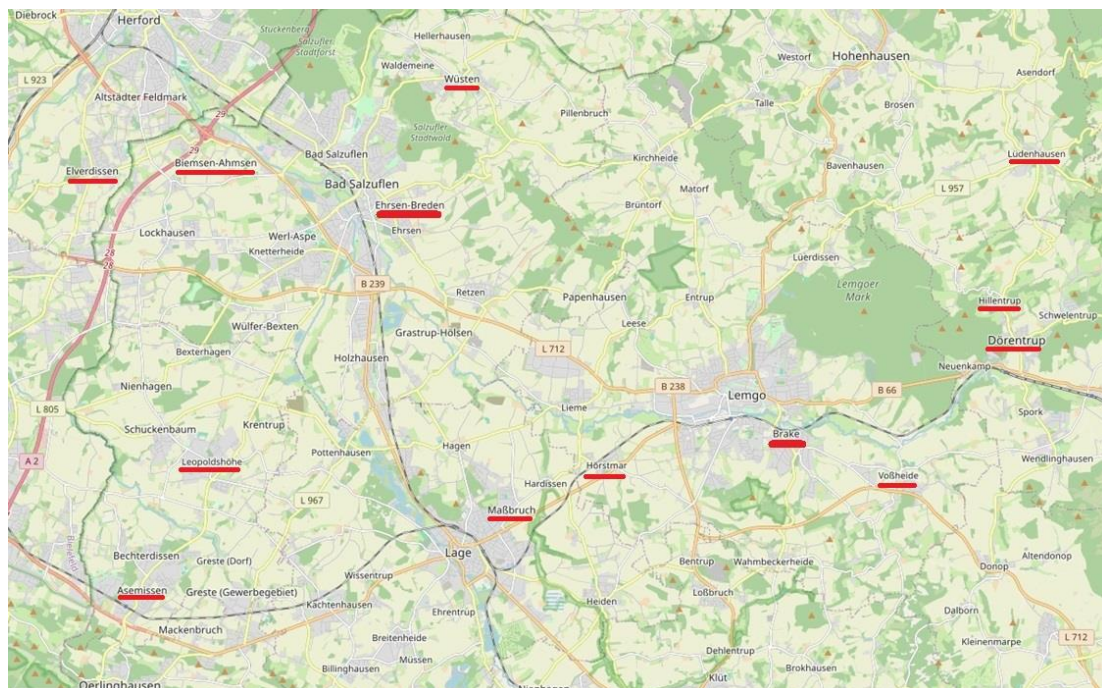 Diebrock
Herford
Stuckenberg
Salzufler
Stadtforst
Hellerhausen
Waldemeine
Wüsten
Westorf
Hohenhausen
Asendorf
L 923
Altstädter Feldmark
29
Pillenbruch
Talle
Brosen
Salzufler
Stadtwald
29
Elverdissen
Biemsen-Ahmsen
Bad Salzuflen
Kirchheide
Bavenhausen
Lüdenhausen
Bad Salzuflen
Matorf
L 957
Ehrsen-Breden
Brüntorf
Lockhausen
Werl-Aspe
Ehrsen
Knetterheide
28
28
Luerdissen
B 239
Retzen
Papenhausen
Entrup
Lemgoer
Mark
Hillentrup
Schwelentrup
Wülfer-Bexten
Grastrup-Hölsen
Leese
Bexterhagen
Holzhausen
L 712
Dörentrup
Neuenkamp
Nienhagen
B 238
B 66
Lemgo
L 805
Lieme
Spork
Schuckenbaum
Krentrup
Brake
A 2
Leopoldshöhe
Pottenhausen
Hagen
Hörstmar
Wendlinghausen
Hardissen
Voßheide
L 967
Maßbruch
Bielefeld
Bechterdissen
Greste (Dorf)
Lage
Bentrup
Wahmbeckerheide
Donop
Altendonop
Wissentrup
Asemissen
Greste (Gewerbegebiet)
Loßbruch
Kachtenhausen
Ehrentrup
Heiden
Dalborn
Mackenbruch
Breitenheide
Kleinenmarpe
L 712
Müssen
Billinghausen
Dehlentrup
Brokhausen
Klüt
Oerlinghausen
Nienhagen